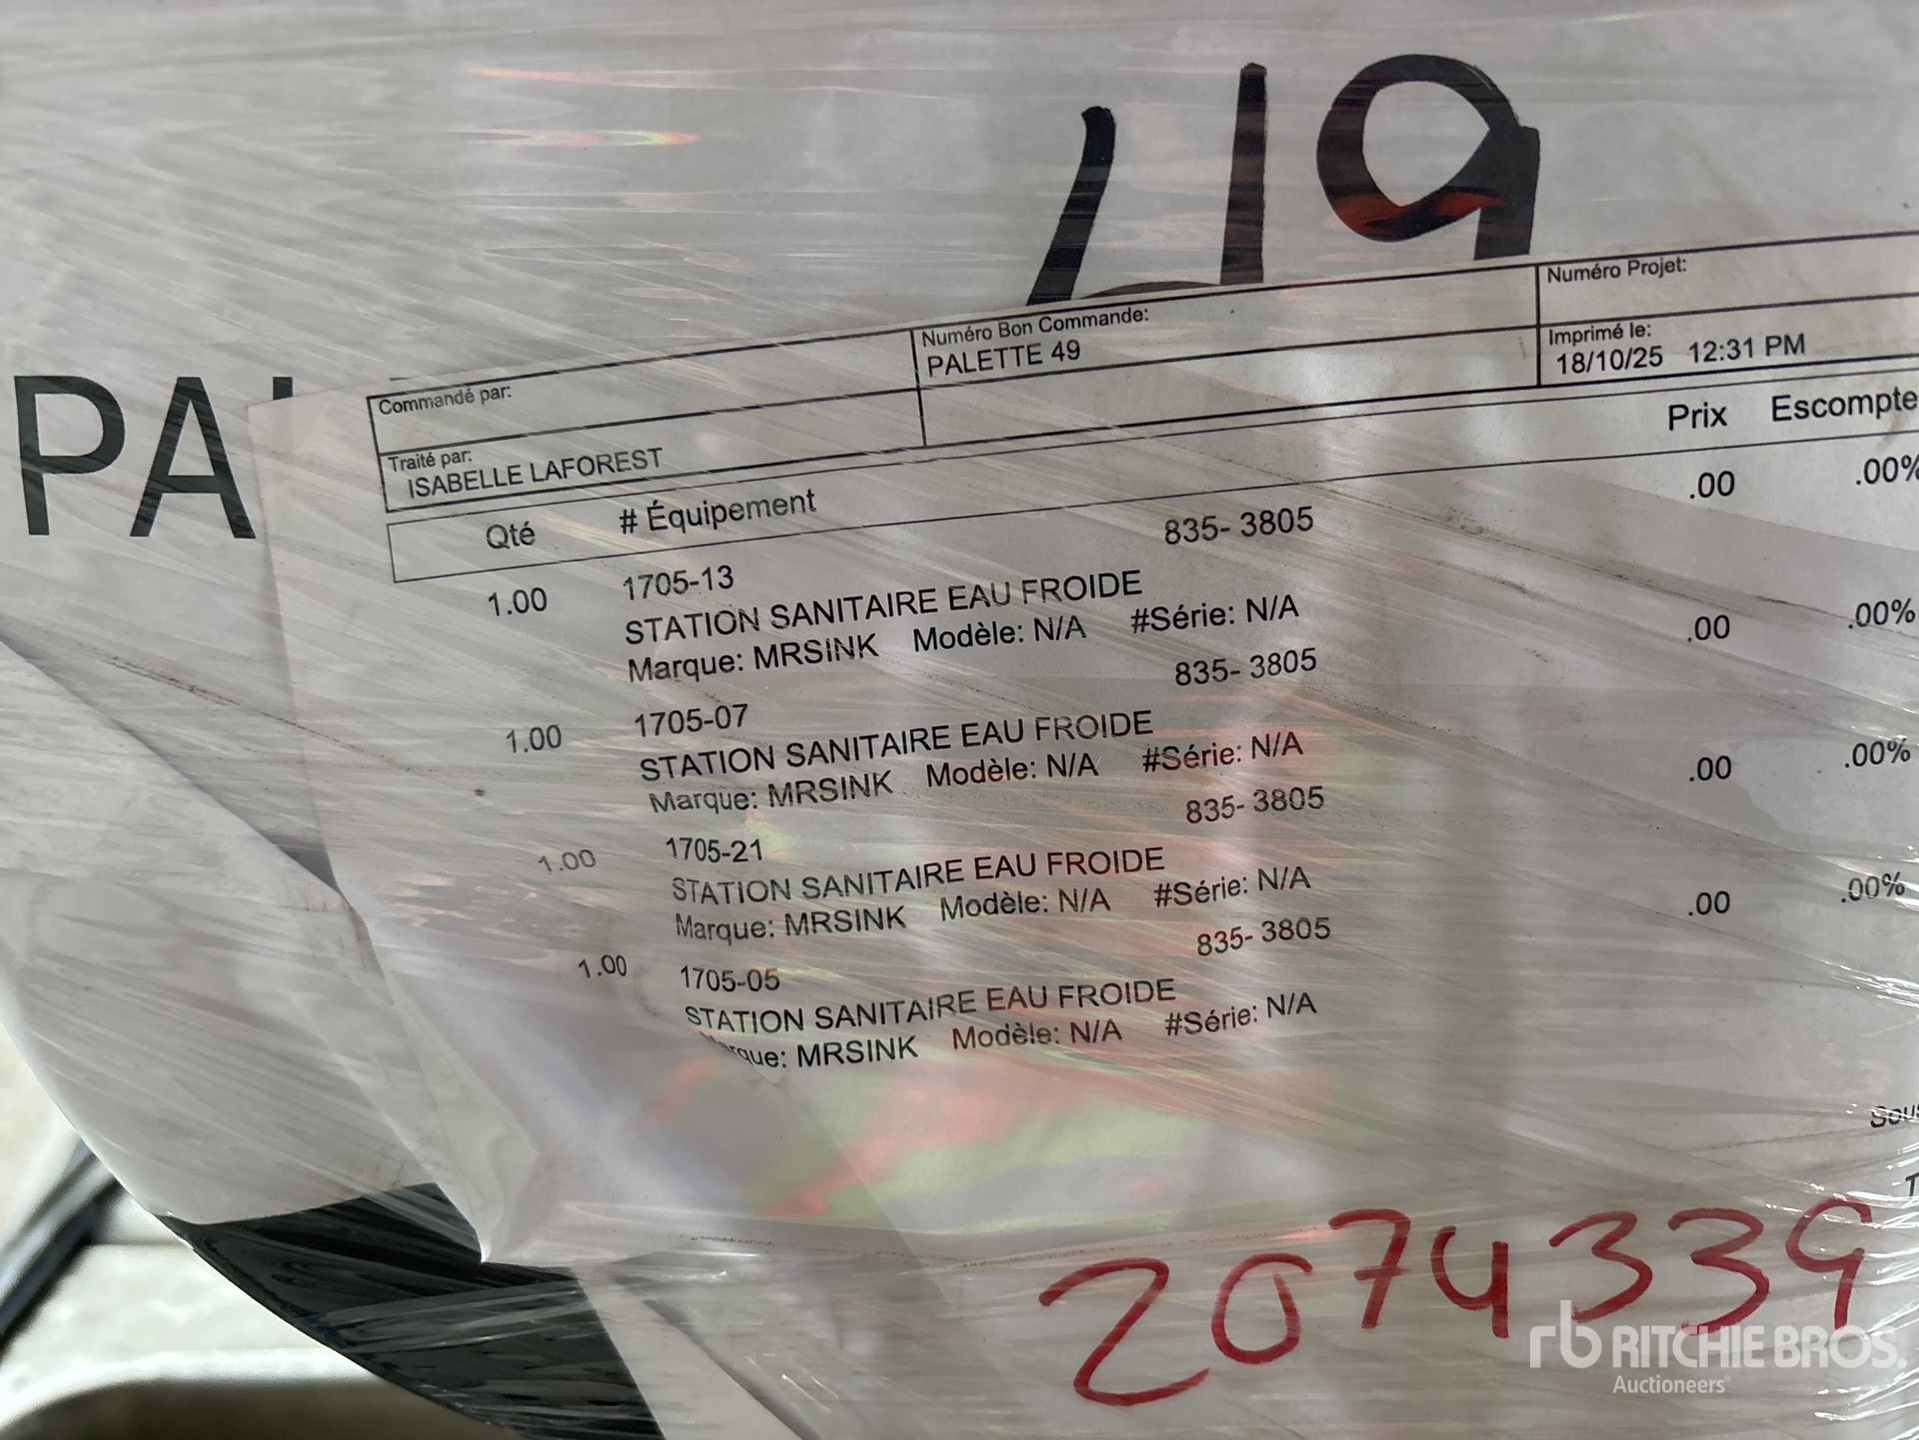 49
PA
Commandé par:
Numéro Bon Commande:
PALETTE 49
Numéro Projet:
Imprimé le:
18/10/25 12:31 PM
Traité par:
ISABELLE LAFOREST
Qté # Équipement Prix Escompte
1.00 1705-13 835- 3805 .00 .00%
STATION SANITAIRE EAU FROIDE
Marque: MRSINK Modèle: N/A #Série: N/A
1.00 1705-07 835- 3805 .00 .00%
STATION SANITAIRE EAU FROIDE
Marque: MRSINK Modèle: N/A #Série: N/A
1.00 1705-21 835- 3805 .00 .00%
STATION SANITAIRE EAU FROIDE
Marque: MRSINK Modèle: N/A #Série: N/A
1.00 1705-05 835- 3805 .00 .00%
STATION SANITAIRE EAU FROIDE
Marque: MRSINK Modèle: N/A #Série: N/A
2074339
rb RITCHIE BROS.
Auctioneers